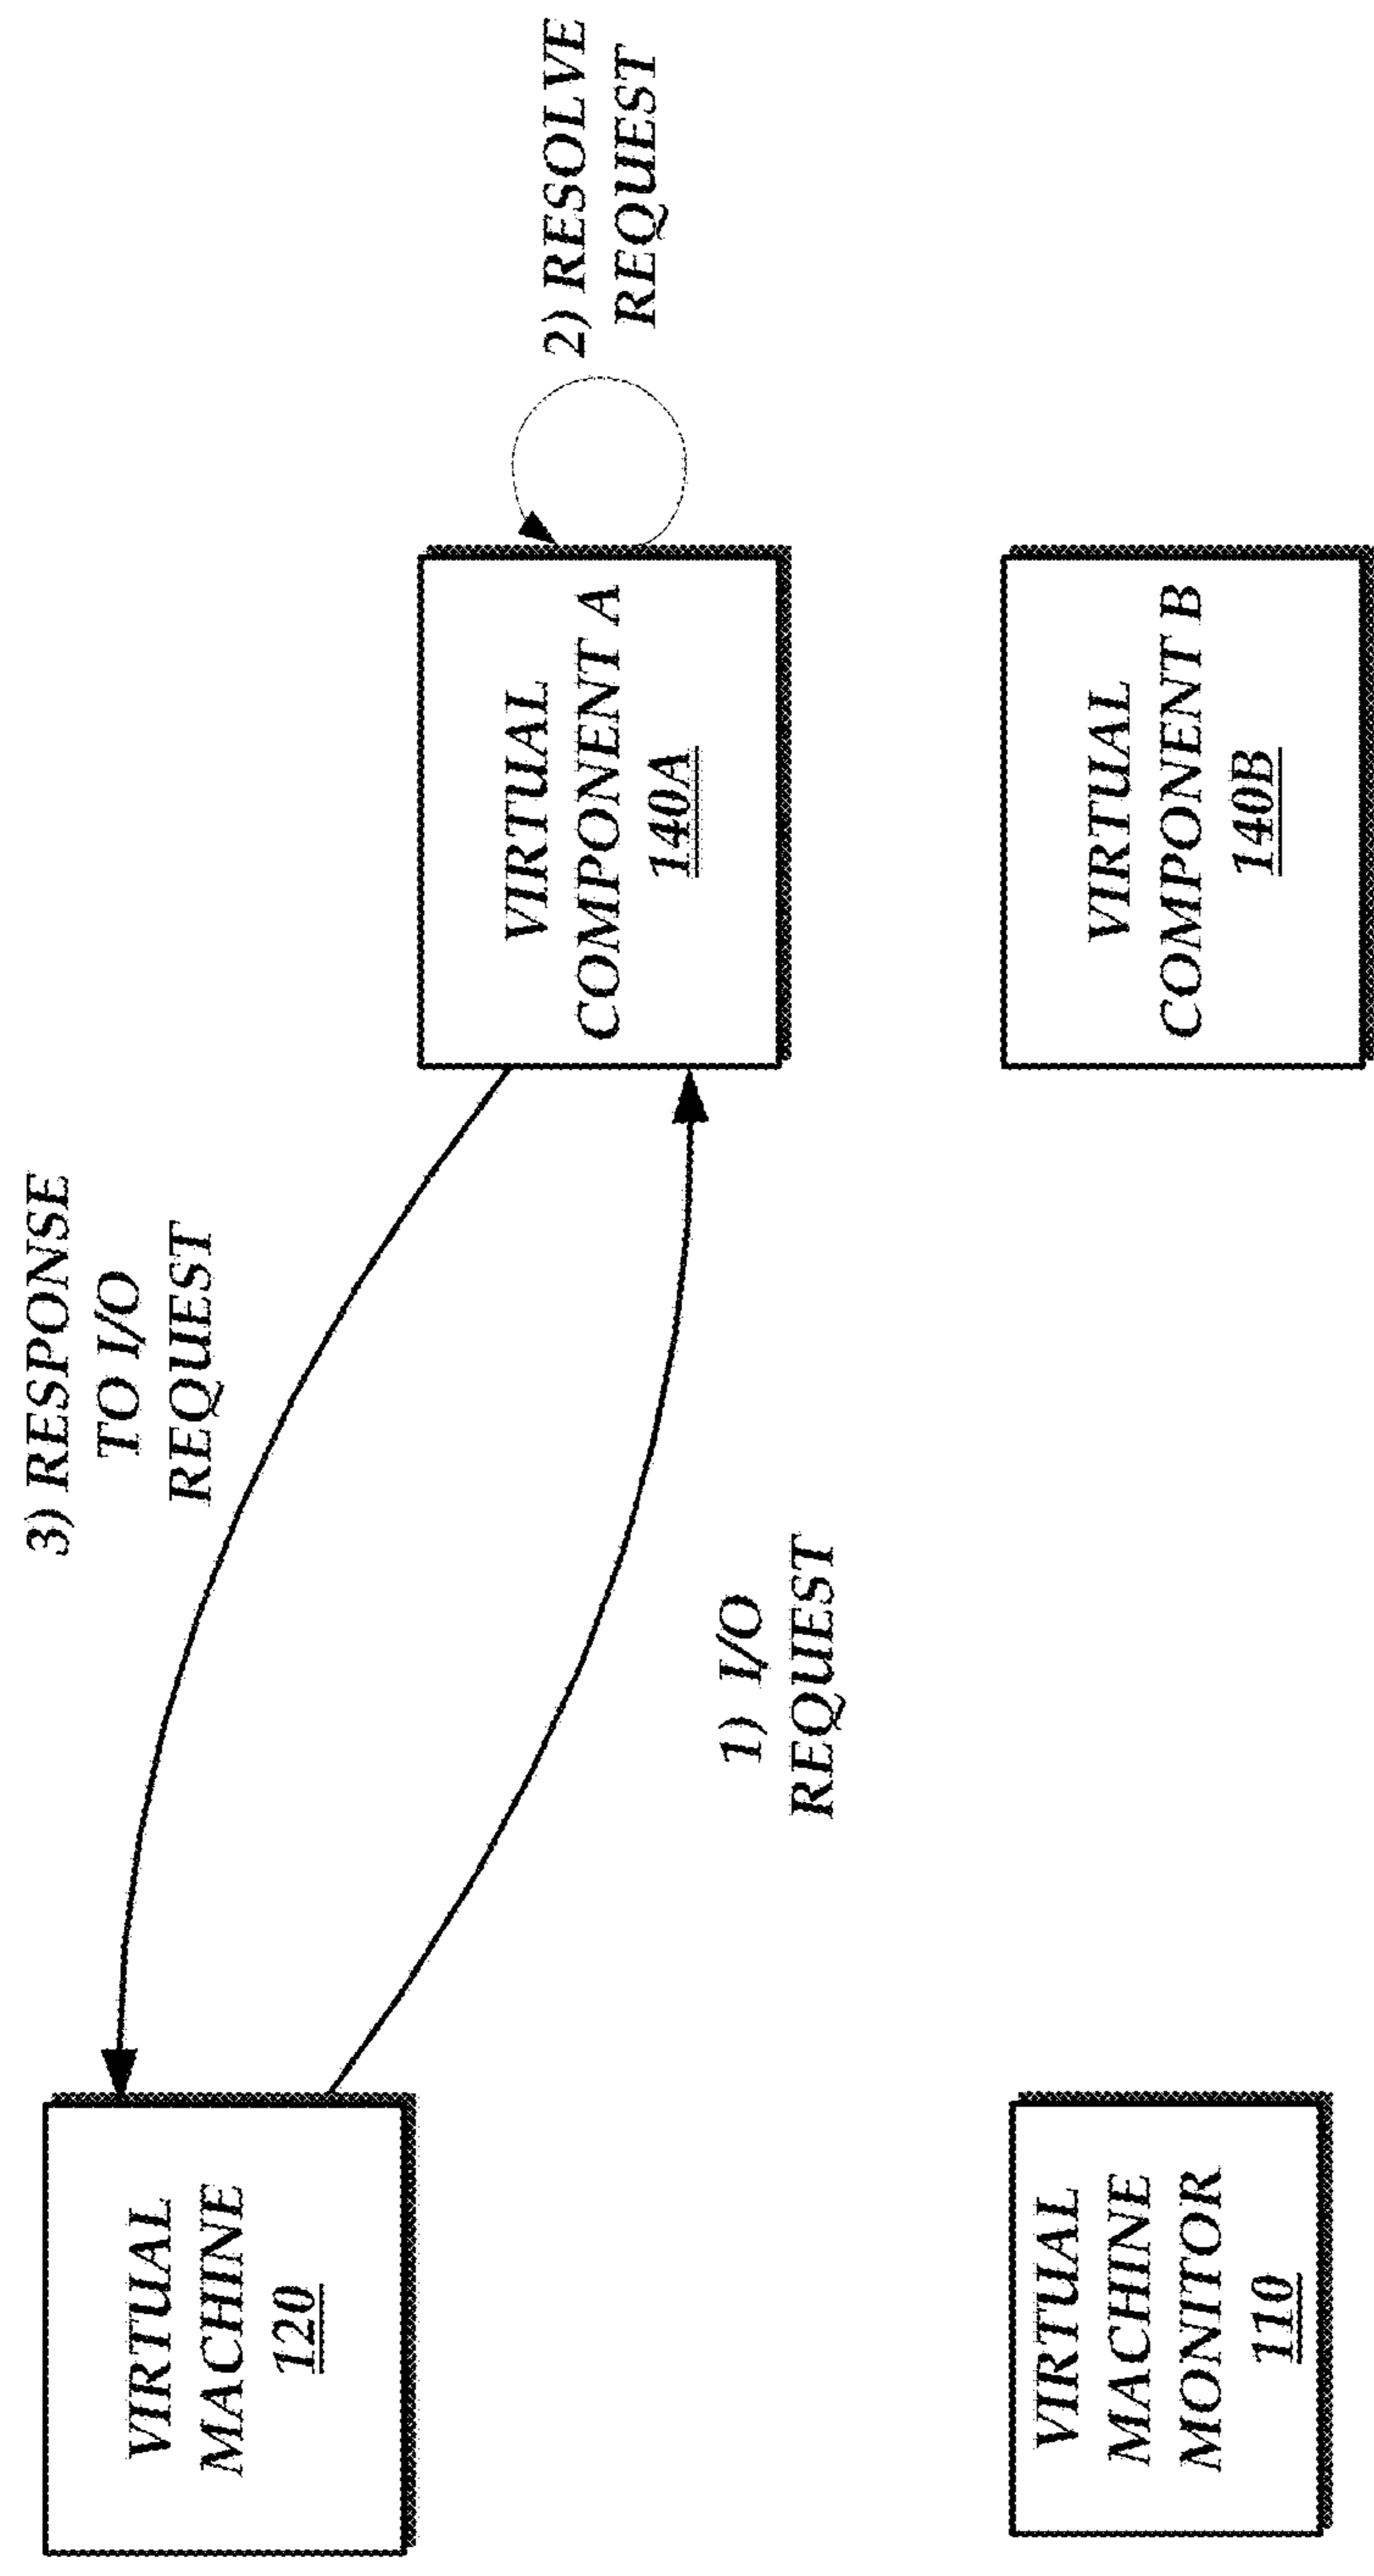 3) RESPONSE
TO I/O
REQUEST
VIRTUAL
MACHINE
120
VIRTUAL
COMPONENT A
140A
2) RESOLVE
REQUEST
1) I/O
REQUEST
VIRTUAL
MACHINE
MONITOR
110
VIRTUAL
COMPONENT B
140B